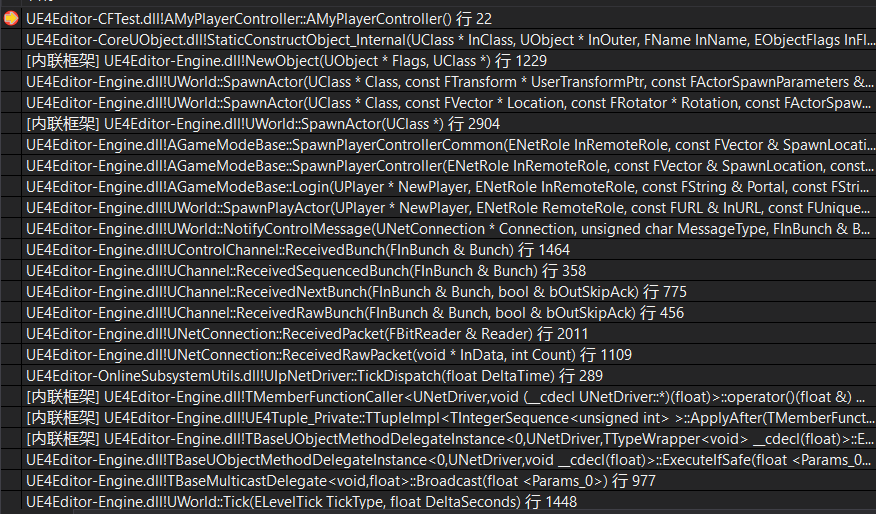 UE4Editor-CFTest.dll!AMyPlayerController::AMyPlayerController() 行 22
UE4Editor-CoreUObject.dll!StaticConstructObject_Internal(UClass * InClass, UObject * InOuter, FName InName, EObjectFlags InFl...
[内联框架] UE4Editor-Engine.dll!NewObject(UObject * Flags, UClass *) 行 1229
UE4Editor-Engine.dll!UWorld::SpawnActor(UClass * Class, const FTransform * UserTransformPtr, const FActorSpawnParameters &...
UE4Editor-Engine.dll!UWorld::SpawnActor(UClass * Class, const FVector * Location, const FRotator * Rotation, const FActorSpaw...
[内联框架] UE4Editor-Engine.dll!UWorld::SpawnActor(UClass *) 行 2904
UE4Editor-Engine.dll!AGameModeBase::SpawnPlayerControllerCommon(ENetRole InRemoteRole, const FVector & SpawnLocati...
UE4Editor-Engine.dll!AGameModeBase::SpawnPlayerController(ENetRole InRemoteRole, const FVector & SpawnLocation, const...
UE4Editor-Engine.dll!AGameModeBase::Login(UPlayer * NewPlayer, ENetRole InRemoteRole, const FString & Portal, const FStri...
UE4Editor-Engine.dll!UWorld::SpawnPlayActor(UPlayer * NewPlayer, ENetRole RemoteRole, const FURL & InURL, const FUnique...
UE4Editor-Engine.dll!UWorld::NotifyControlMessage(UNetConnection * Connection, unsigned char MessageType, FInBunch & B...
UE4Editor-Engine.dll!UControlChannel::ReceivedBunch(FInBunch & Bunch) 行 1464
UE4Editor-Engine.dll!UChannel::ReceivedSequencedBunch(FInBunch & Bunch) 行 358
UE4Editor-Engine.dll!UChannel::ReceivedNextBunch(FInBunch & Bunch, bool & bOutSkipAck) 行 775
UE4Editor-Engine.dll!UChannel::ReceivedRawBunch(FInBunch & Bunch, bool & bOutSkipAck) 行 456
UE4Editor-Engine.dll!UNetConnection::ReceivedPacket(FBitReader & Reader) 行 2011
UE4Editor-Engine.dll!UNetConnection::ReceivedRawPacket(void * InData, int Count) 行 1109
UE4Editor-OnlineSubsystemUtils.dll!UIpNetDriver::TickDispatch(float DeltaTime) 行 289
[内联框架] UE4Editor-Engine.dll!TMemberFunctionCaller<UNetDriver,void (__cdecl UNetDriver::*)(float)>::operator()(float &) ...
[内联框架] UE4Editor-Engine.dll!UE4Tuple_Private::TTupleImpl<TIntegerSequence<unsigned int> >::ApplyAfter(TMemberFunct...
[内联框架] UE4Editor-Engine.dll!TBaseUObjectMethodDelegateInstance<0,UNetDriver,TTypeWrapper<void> __cdecl(float)>::E...
UE4Editor-Engine.dll!TBaseUObjectMethodDelegateInstance<0,UNetDriver,void __cdecl(float)>::ExecuteIfSafe(float <Params_0...
UE4Editor-Engine.dll!TBaseMulticastDelegate<void,float>::Broadcast(float <Params_0>) 行 977
UE4Editor-Engine.dll!UWorld::Tick(ELevelTick TickType, float DeltaSeconds) 行 1448